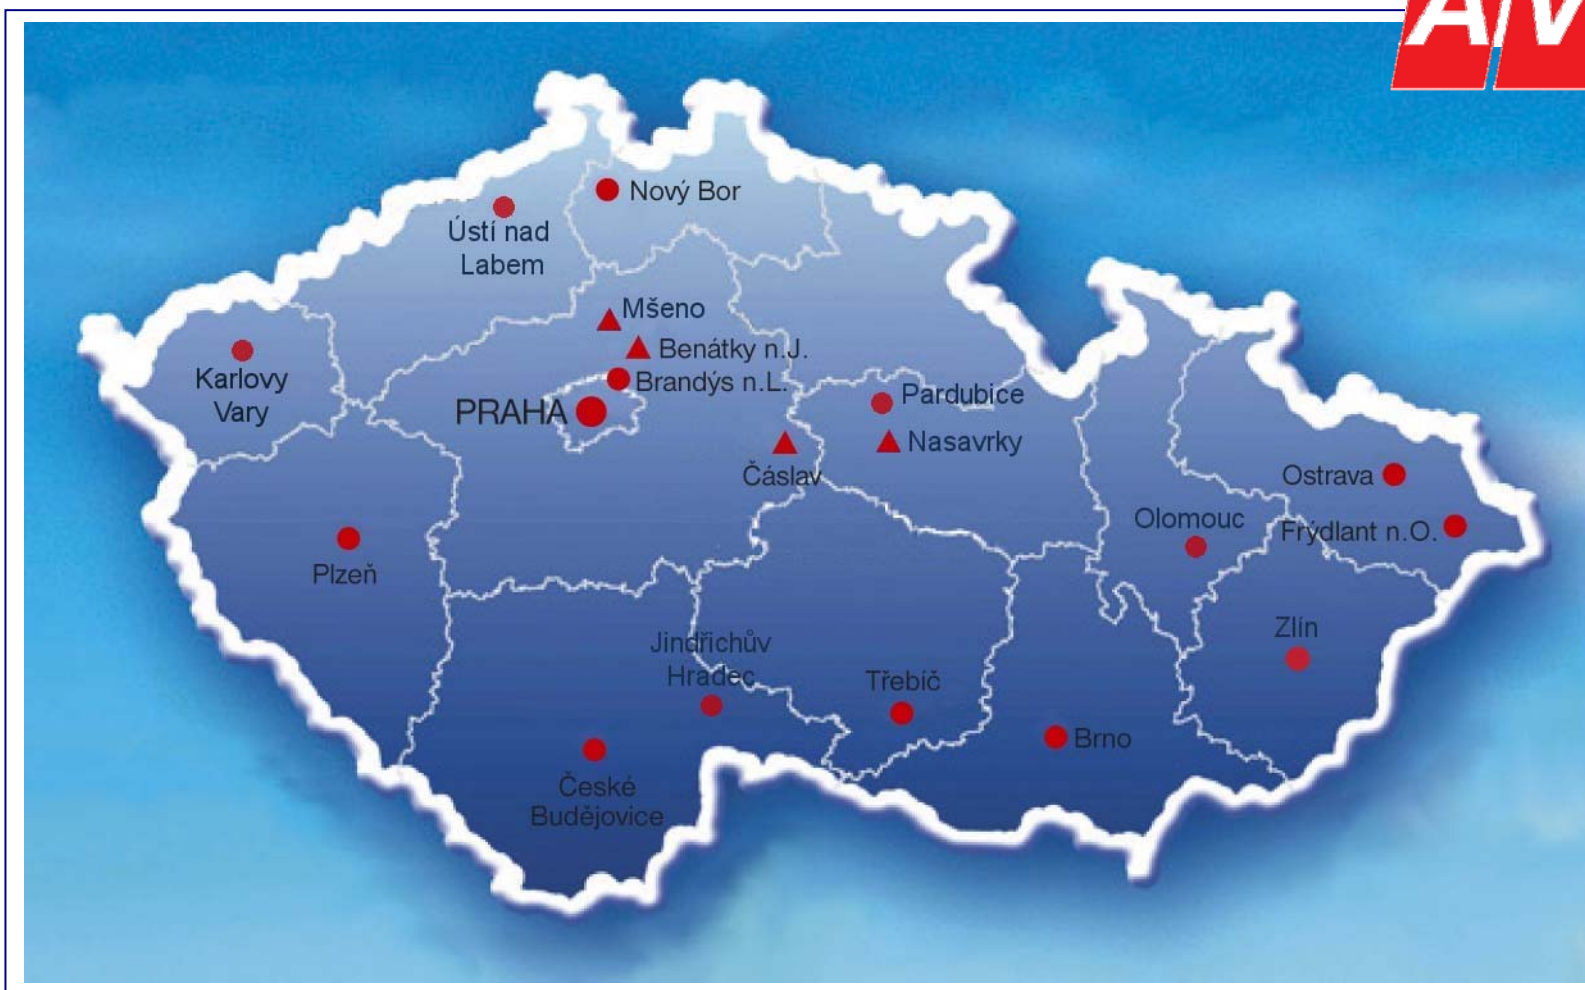 AV
Nový Bor
Ústí nad
Labem
Mšeno
Benátky n.J.
Karlovy
Vary
Brandýs n.L.
PRAHA
Pardubice
Nasavrky
Čáslav
Ostrava
Olomouc
Frýdlant n.O.
Plzeň
Zlín
Jindřichův
Hradec
Třebíč
Brno
České
Budějovice